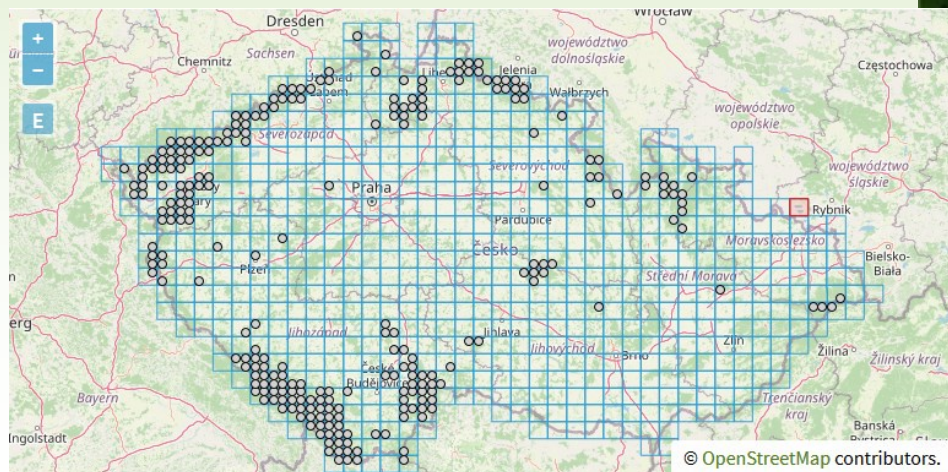 +
−
E
Dresden
Wrocław
Chemnitz
Sachsen
województwo
dolnośląskie
Częstochowa
Jelenia
Wałbrzych
województwo
opolskie
Severozápad
województwo
śląskie
Severovýchod
Praha
Pardubice
Rybnik
Moravskoslezsko
Česko
Bielsko-
Biała
Plzeň
Střední Morava
Jihozápad
Jihlava
Jihovýchod
Brno
Zlín
Žilina
Žilinský kraj
České
Budějovice
Bayern
Trenčiansky
kraj
Ingolstadt
Banská
© OpenStreetMap contributors.